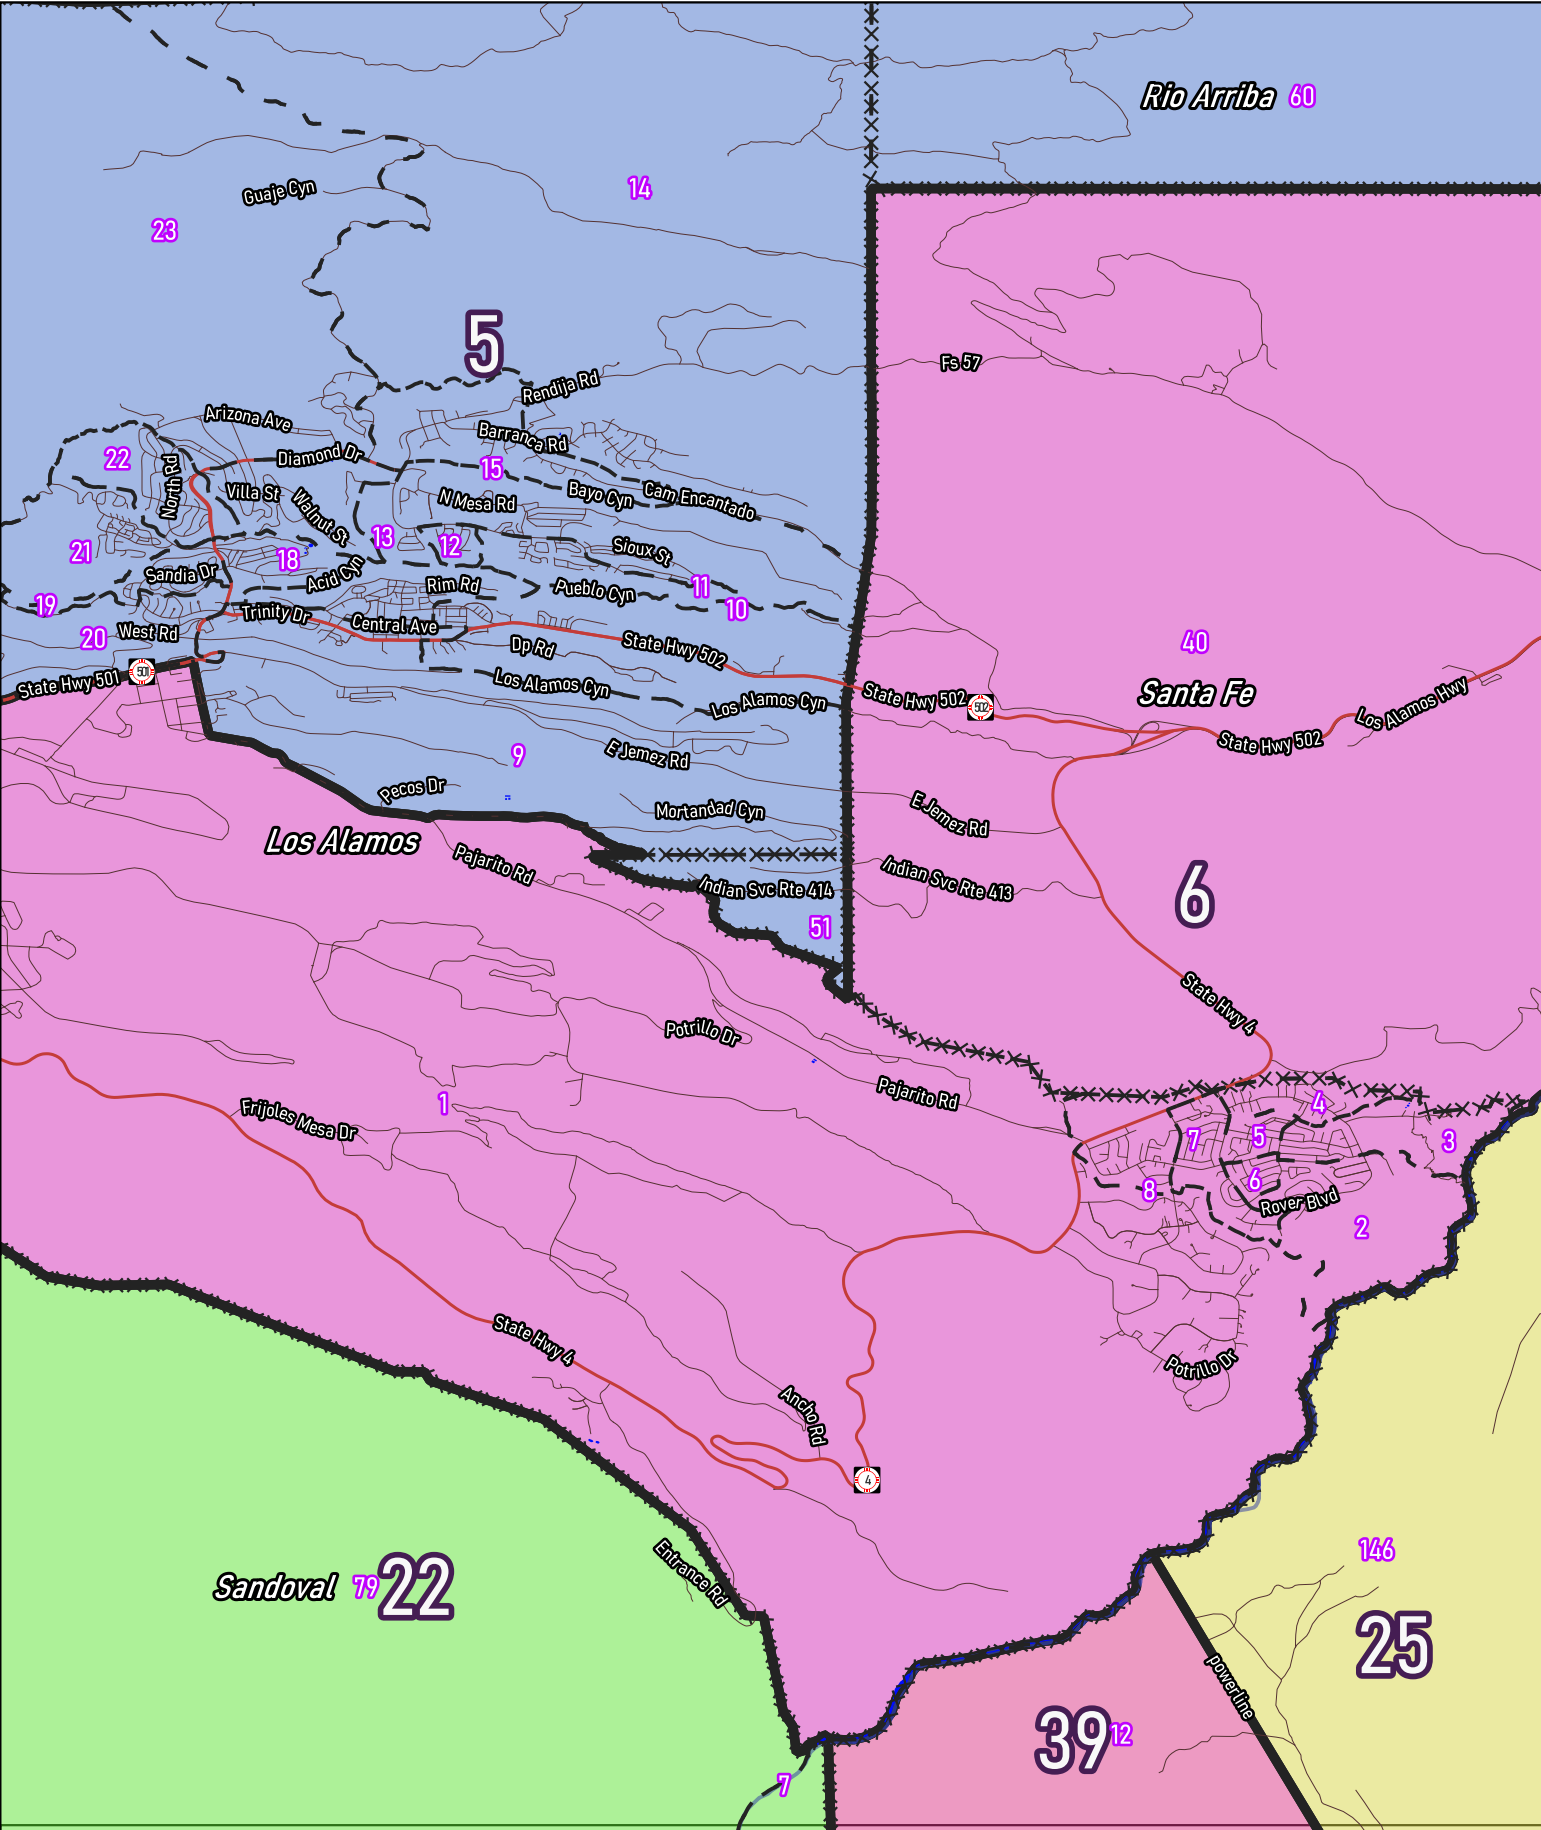 Rio Arriba 60
14
Guaje Cyn
23
5
Fs 57
Rendija Rd
Arizona Ave
Barranca Rd
22
Diamond Dr
15
North Rd
Villa St
Walnut St
N Mesa Rd
Bayo Cyn
Cam Encantado
13
12
21
18
Sioux St
Sandia Dr
Acid Cyn
Rim Rd
Pueblo Cyn
11
10
19
Trinity Dr
Central Ave
20
West Rd
Dp Rd
State Hwy 502
40
State Hwy 501
501
Los Alamos Cyn
Los Alamos Cyn
State Hwy 502
502
Santa Fe
Los Alamos Hwy
State Hwy 502
9
E Jemez Rd
Pecos Dr
Mortandad Cyn
E Jemez Rd
Los Alamos
Pajarito Rd
Indian Svc Rte 414
Indian Svc Rte 413
6
51
State Hwy 4
Potrillo Dr
Pajarito Rd
1
Frijoles Mesa Dr
4
7
5
3
8
6
Rover Blvd
2
State Hwy 4
Potrillo Dr
Ancho Rd
4
Entrance Rd
Sandoval 79 22
146
25
powerline
39 12
7